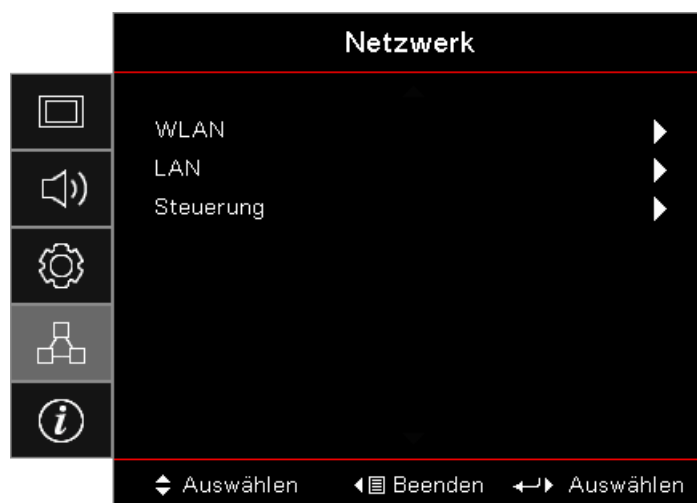 Netzwerk
WLAN
LAN
Steuerung
Auswählen Beenden Auswählen